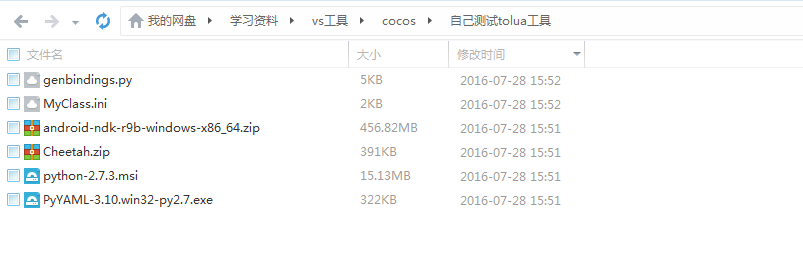 我的网盘 学习资料 vs工具 cocos 自己测试tolua工具
文件名 大小 修改时间
genbindings.py 5KB 2016-07-28 15:52
MyClass.ini 2KB 2016-07-28 15:52
android-ndk-r9b-windows-x86_64.zip 456.82MB 2016-07-28 15:51
Cheetah.zip 391KB 2016-07-28 15:51
python-2.7.3.msi 15.13MB 2016-07-28 15:51
PyYAML-3.10.win32-py2.7.exe 322KB 2016-07-28 15:51